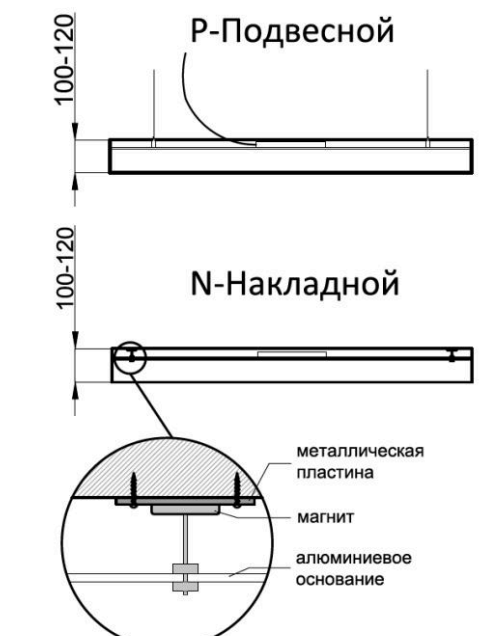 100-120
P-Подвесной
100-120
N-Накладной
металлическая
пластина
магнит
алюминиевое
основание